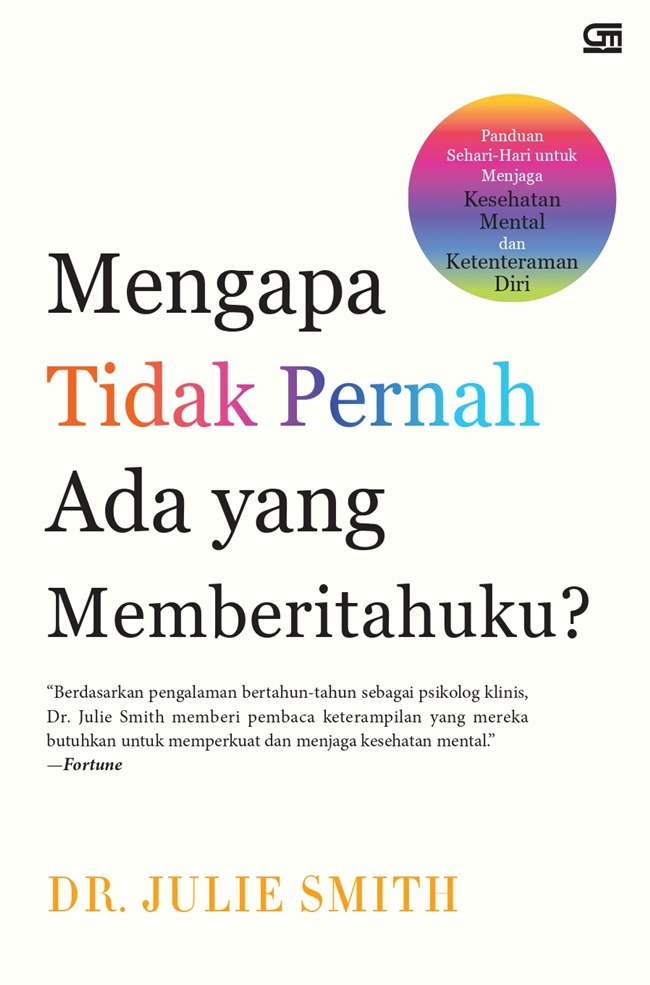 GM
Panduan
Sehari-Hari untuk
Menjaga
Kesehatan
Mental
dan
Ketenteraman
Diri
Mengapa
Tidak Pernah
Ada yang
Memberitahuku?
“Berdasarkan pengalaman bertahun-tahun sebagai psikolog klinis,
Dr. Julie Smith memberi pembaca keterampilan yang mereka
butuhkan untuk memperkuat dan menjaga kesehatan mental.”
—Fortune
DR. JULIE SMITH